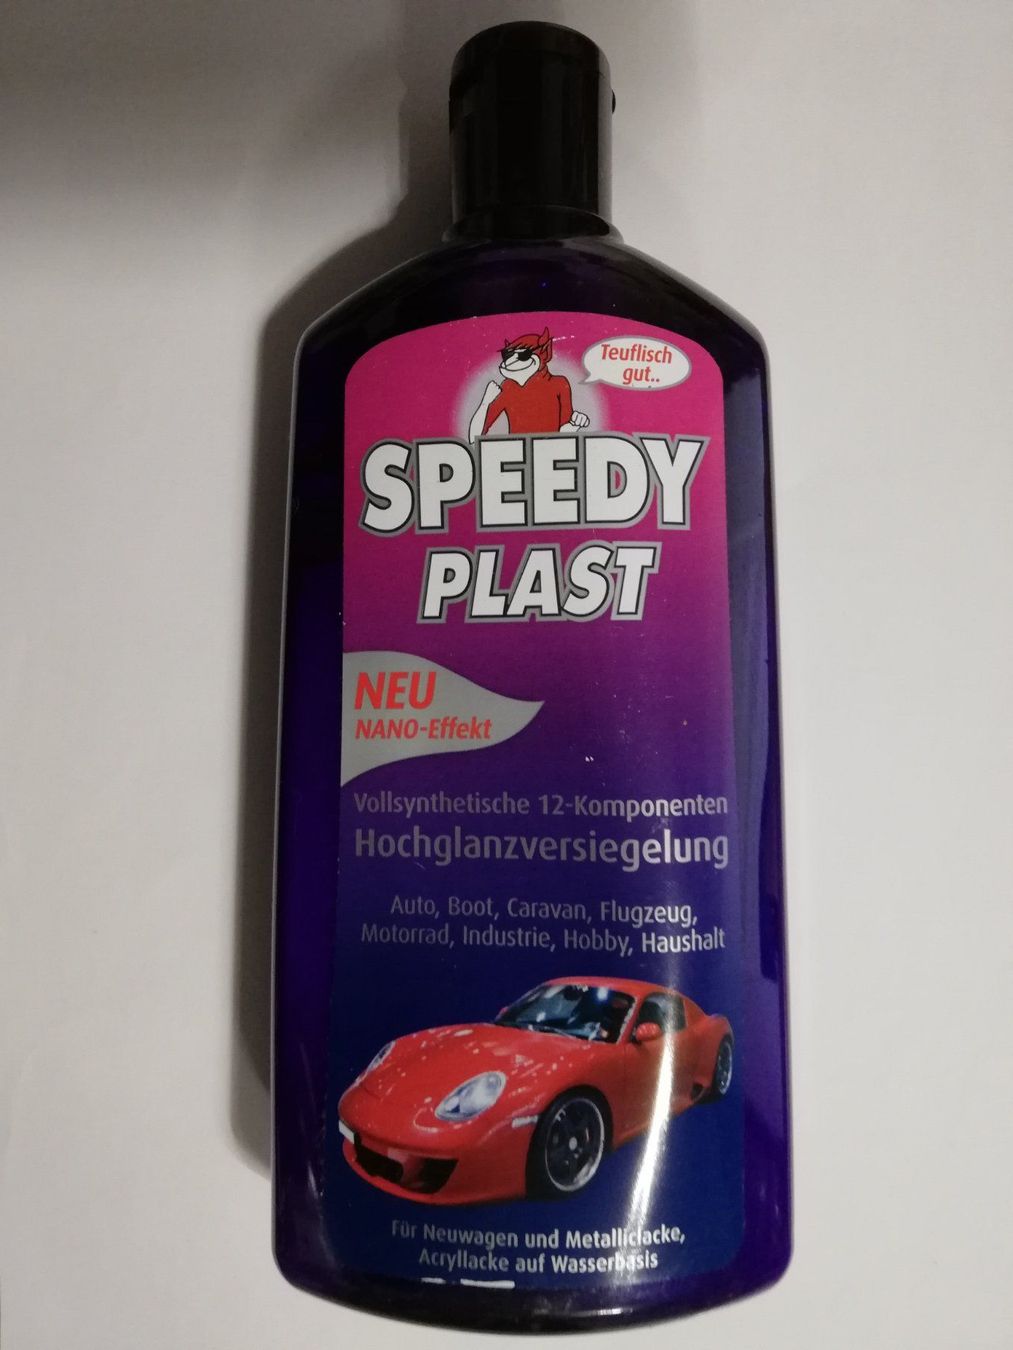 Teuflisch
gut..
SPEEDY
PLAST
NEU
NANO-Effekt
Vollsynthetische 12-Komponenten
Hochglanzversiegelung
Auto, Boot, Caravan, Flugzeug,
Motorrad, Industrie, Hobby, Haushalt
Für Neuwagen und Metalliclacke,
Acryllacke auf Wasserbasis